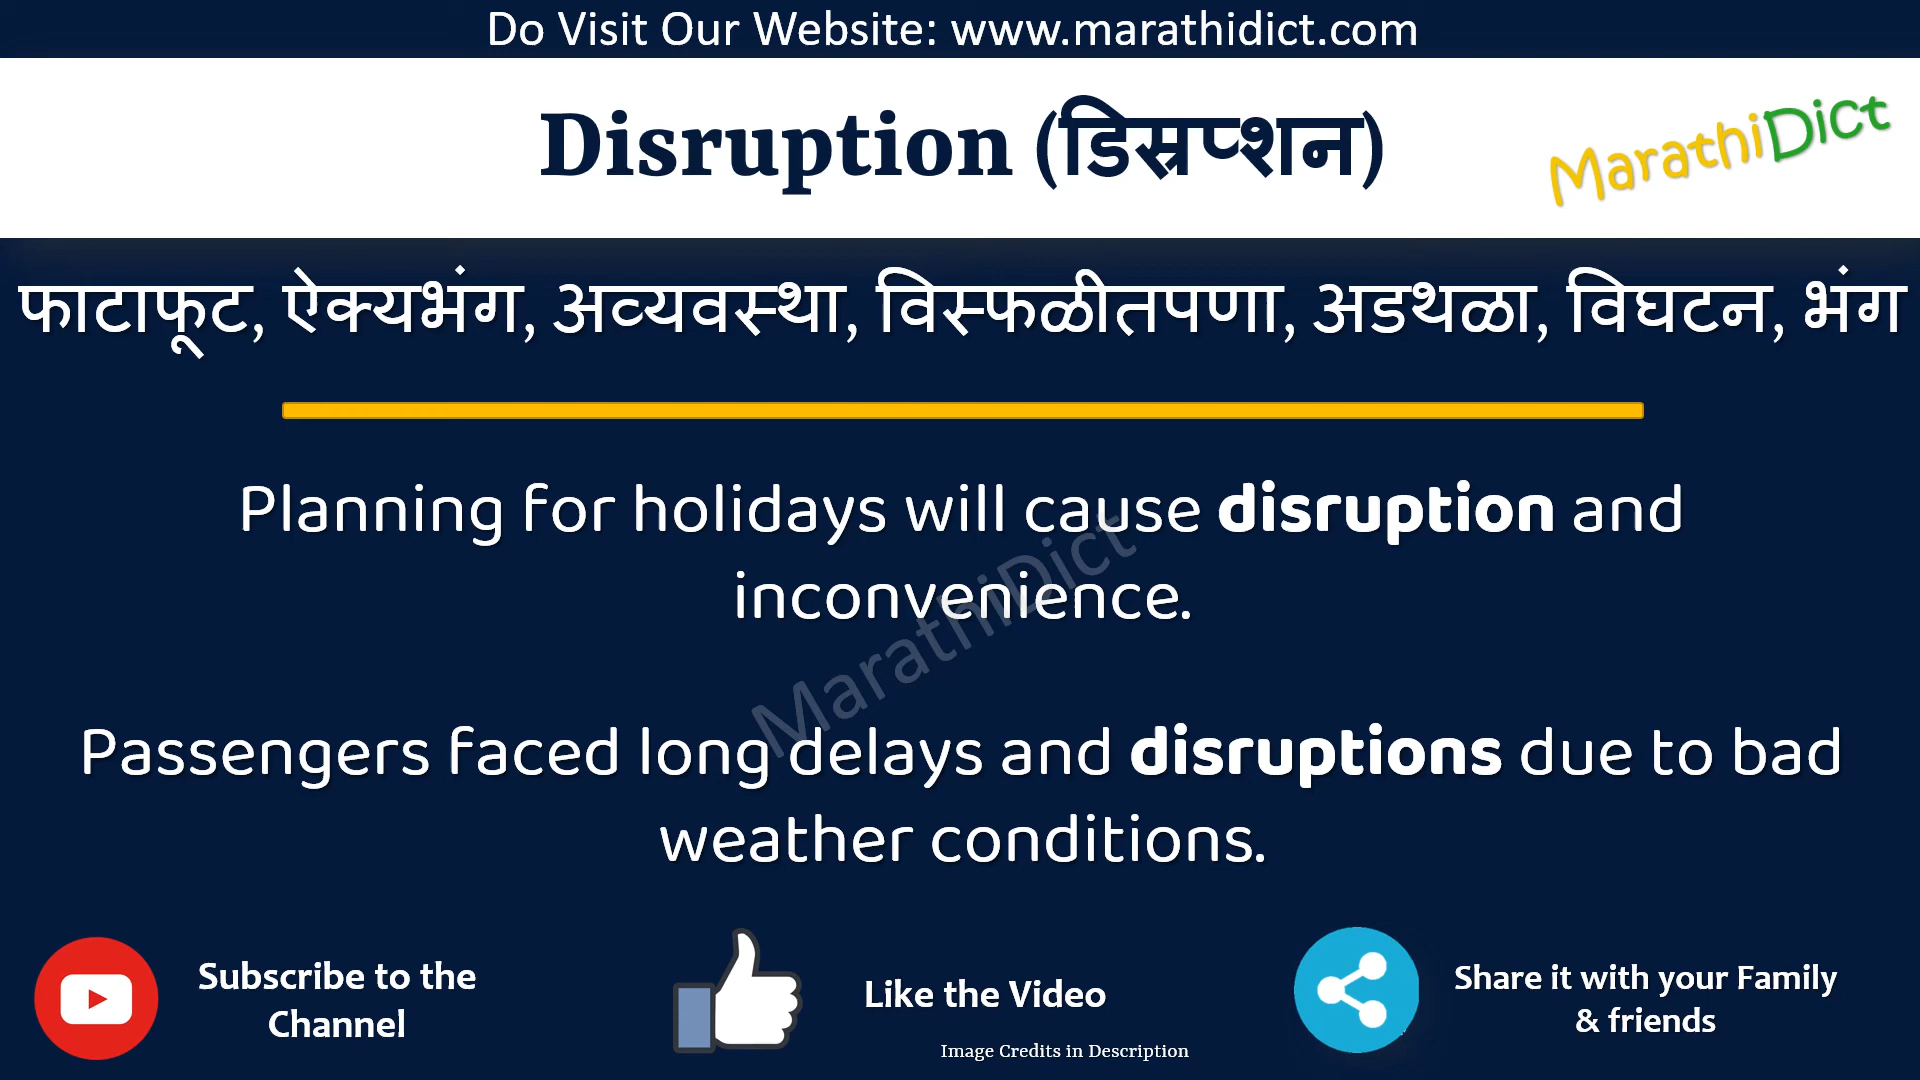 Do Visit Our Website: www.marathidict.com
Disruption (डिस्रप्शन)
MarathiDict
फाटाफूट, ऐक्यभंग, अव्यवस्था, विस्फळीतपणा, अडथळा, विघटन, भंग
Planning for holidays will cause disruption and
inconvenience.
MarathiDict
Passengers faced long delays and disruptions due to bad
weather conditions.
Subscribe to the
Channel
Like the Video
Share it with your Family
& friends
Image Credits in Description